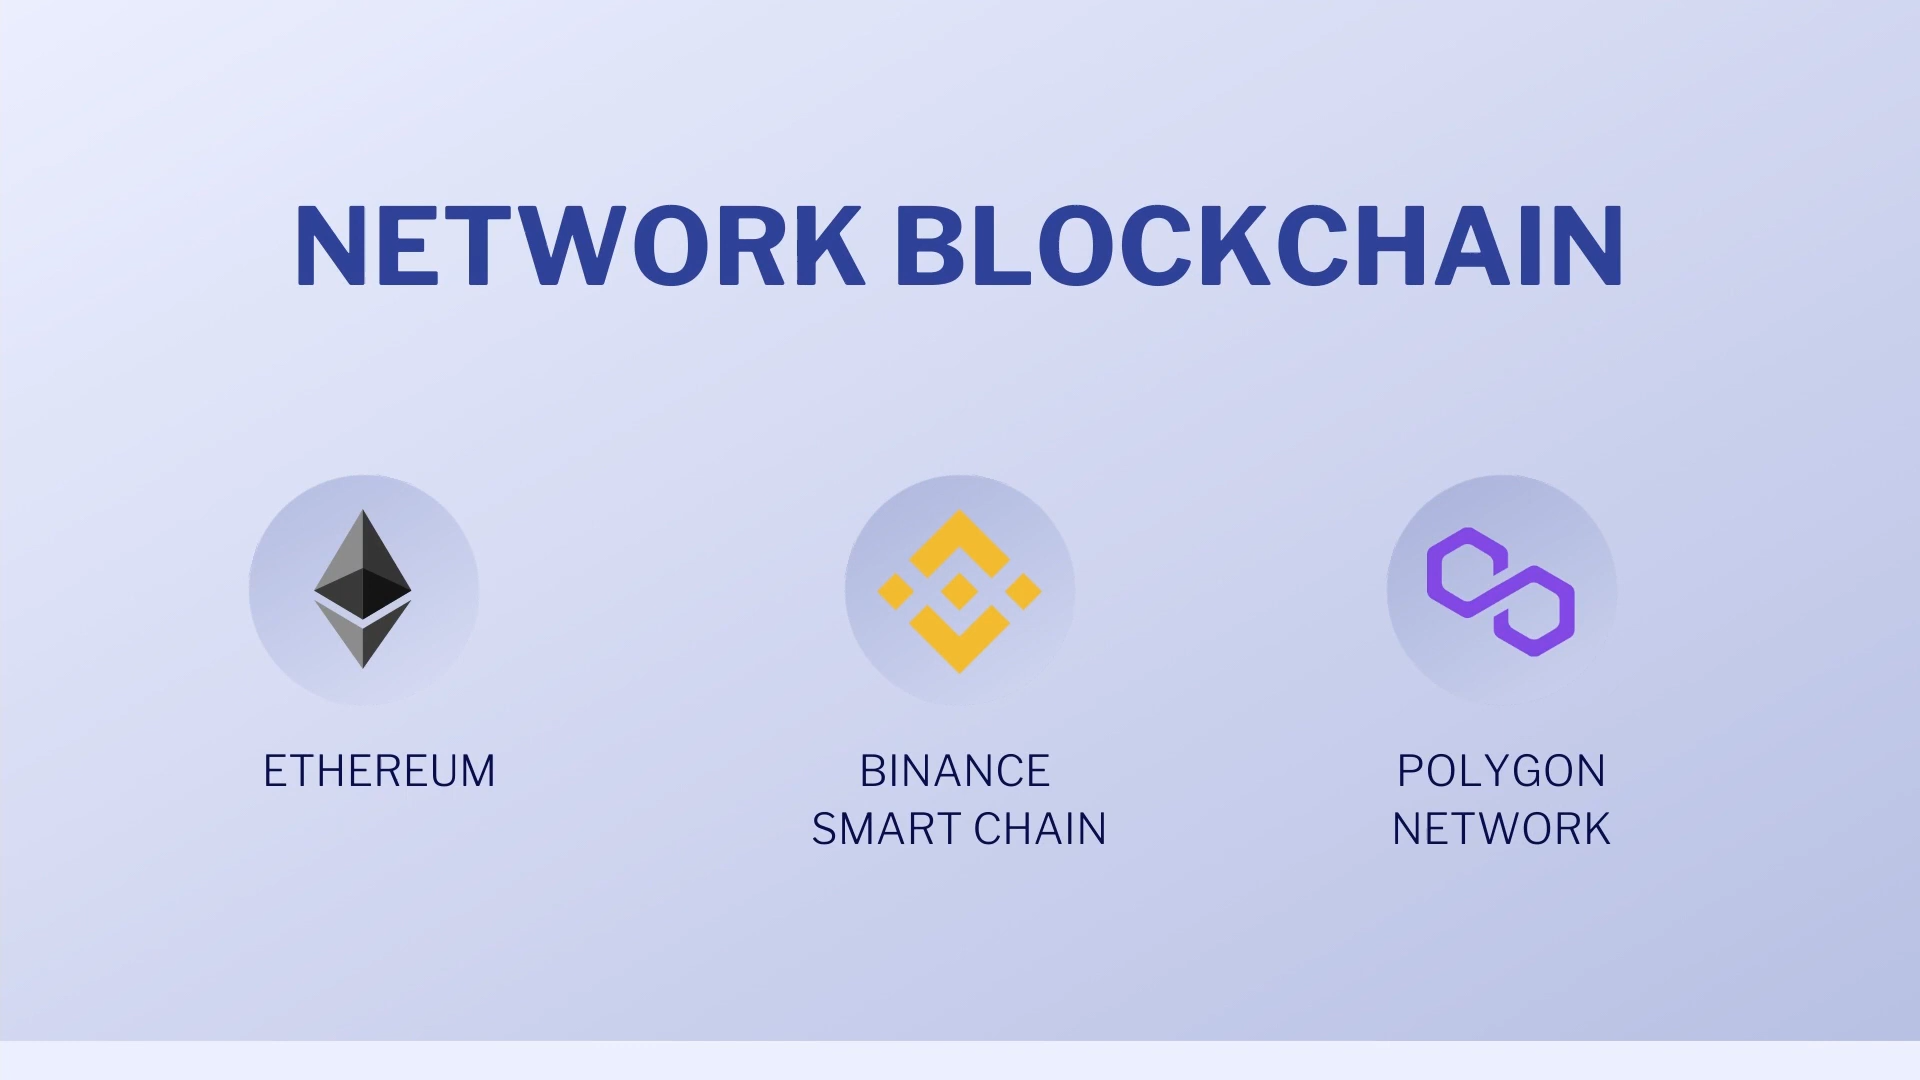 NETWORK BLOCKCHAIN
ETHEREUM
BINANCE
SMART CHAIN
POLYGON
NETWORK